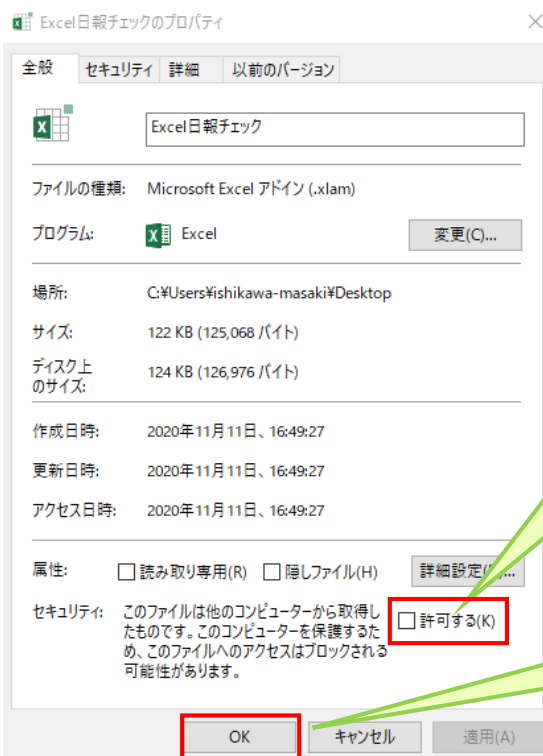 Excel日報チェックのプロパティ
全般 セキュリティ 詳細 以前のバージョン
Excel日報チェック
ファイルの種類: Microsoft Excel アドイン (.xlam)
プログラム: Excel 変更(C)...
場所: C:¥Users¥ishikawa-masaki¥Desktop
サイズ: 122 KB (125,068 バイト)
ディスク上
のサイズ: 124 KB (126,976 バイト)
作成日時: 2020年11月11日、16:49:27
更新日時: 2020年11月11日、16:49:27
アクセス日時: 2020年11月11日、16:49:27
属性: 読み取り専用(R) 隠しファイル(H) 詳細設定
セキュリティ: このファイルは他のコンピューターから取得し
たものです。このコンピューターを保護するた
め、このファイルへのアクセスはブロックされる
可能性があります。
許可する(K)
OK キャンセル 適用(A)